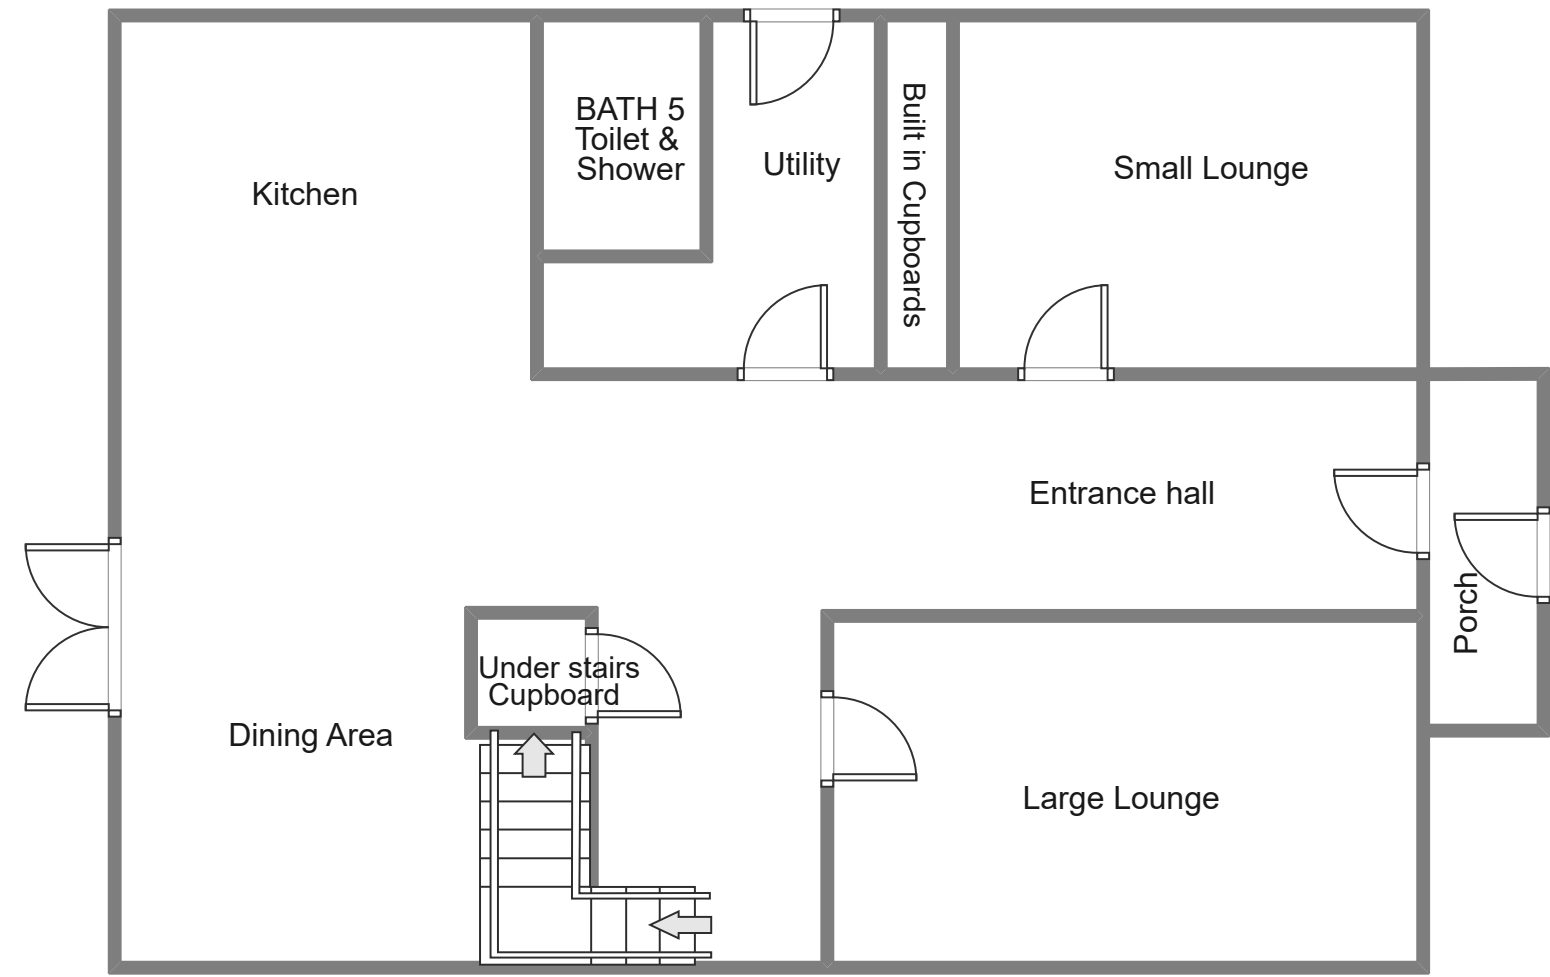 BATH 5
Toilet &
Shower
Utility
Built in Cupboards
Small Lounge
Kitchen
Entrance hall
Porch
Under stairs
Cupboard
Dining Area
Large Lounge